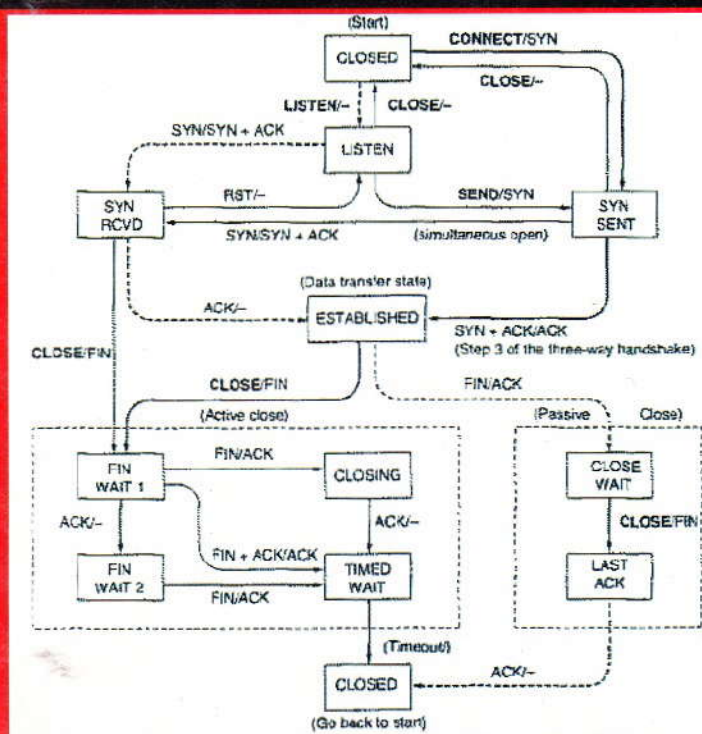 (Start)
CLOSED
CONNECT/SYN
CLOSE/–
LISTEN/–
CLOSE/–
SYN/SYN + ACK
LISTEN
SYN
RCVD
RST/–
SEND/SYN
SYN
SENT
SYN/SYN + ACK
(simultaneous open)
(Data transfer state)
ACK/–
ESTABLISHED
SYN + ACK/ACK
(Step 3 of the three-way handshake)
CLOSE/FIN
CLOSE/FIN
FIN/ACK
(Active close)
(Passive Close)
FIN
WAIT 1
FIN/ACK
CLOSING
CLOSE
WAIT
ACK/–
ACK/–
CLOSE/FIN
FIN + ACK/ACK
FIN
WAIT 2
FIN/ACK
TIMED
WAIT
LAST
ACK
(Timeout/)
CLOSED
ACK/–
(Go back to start)